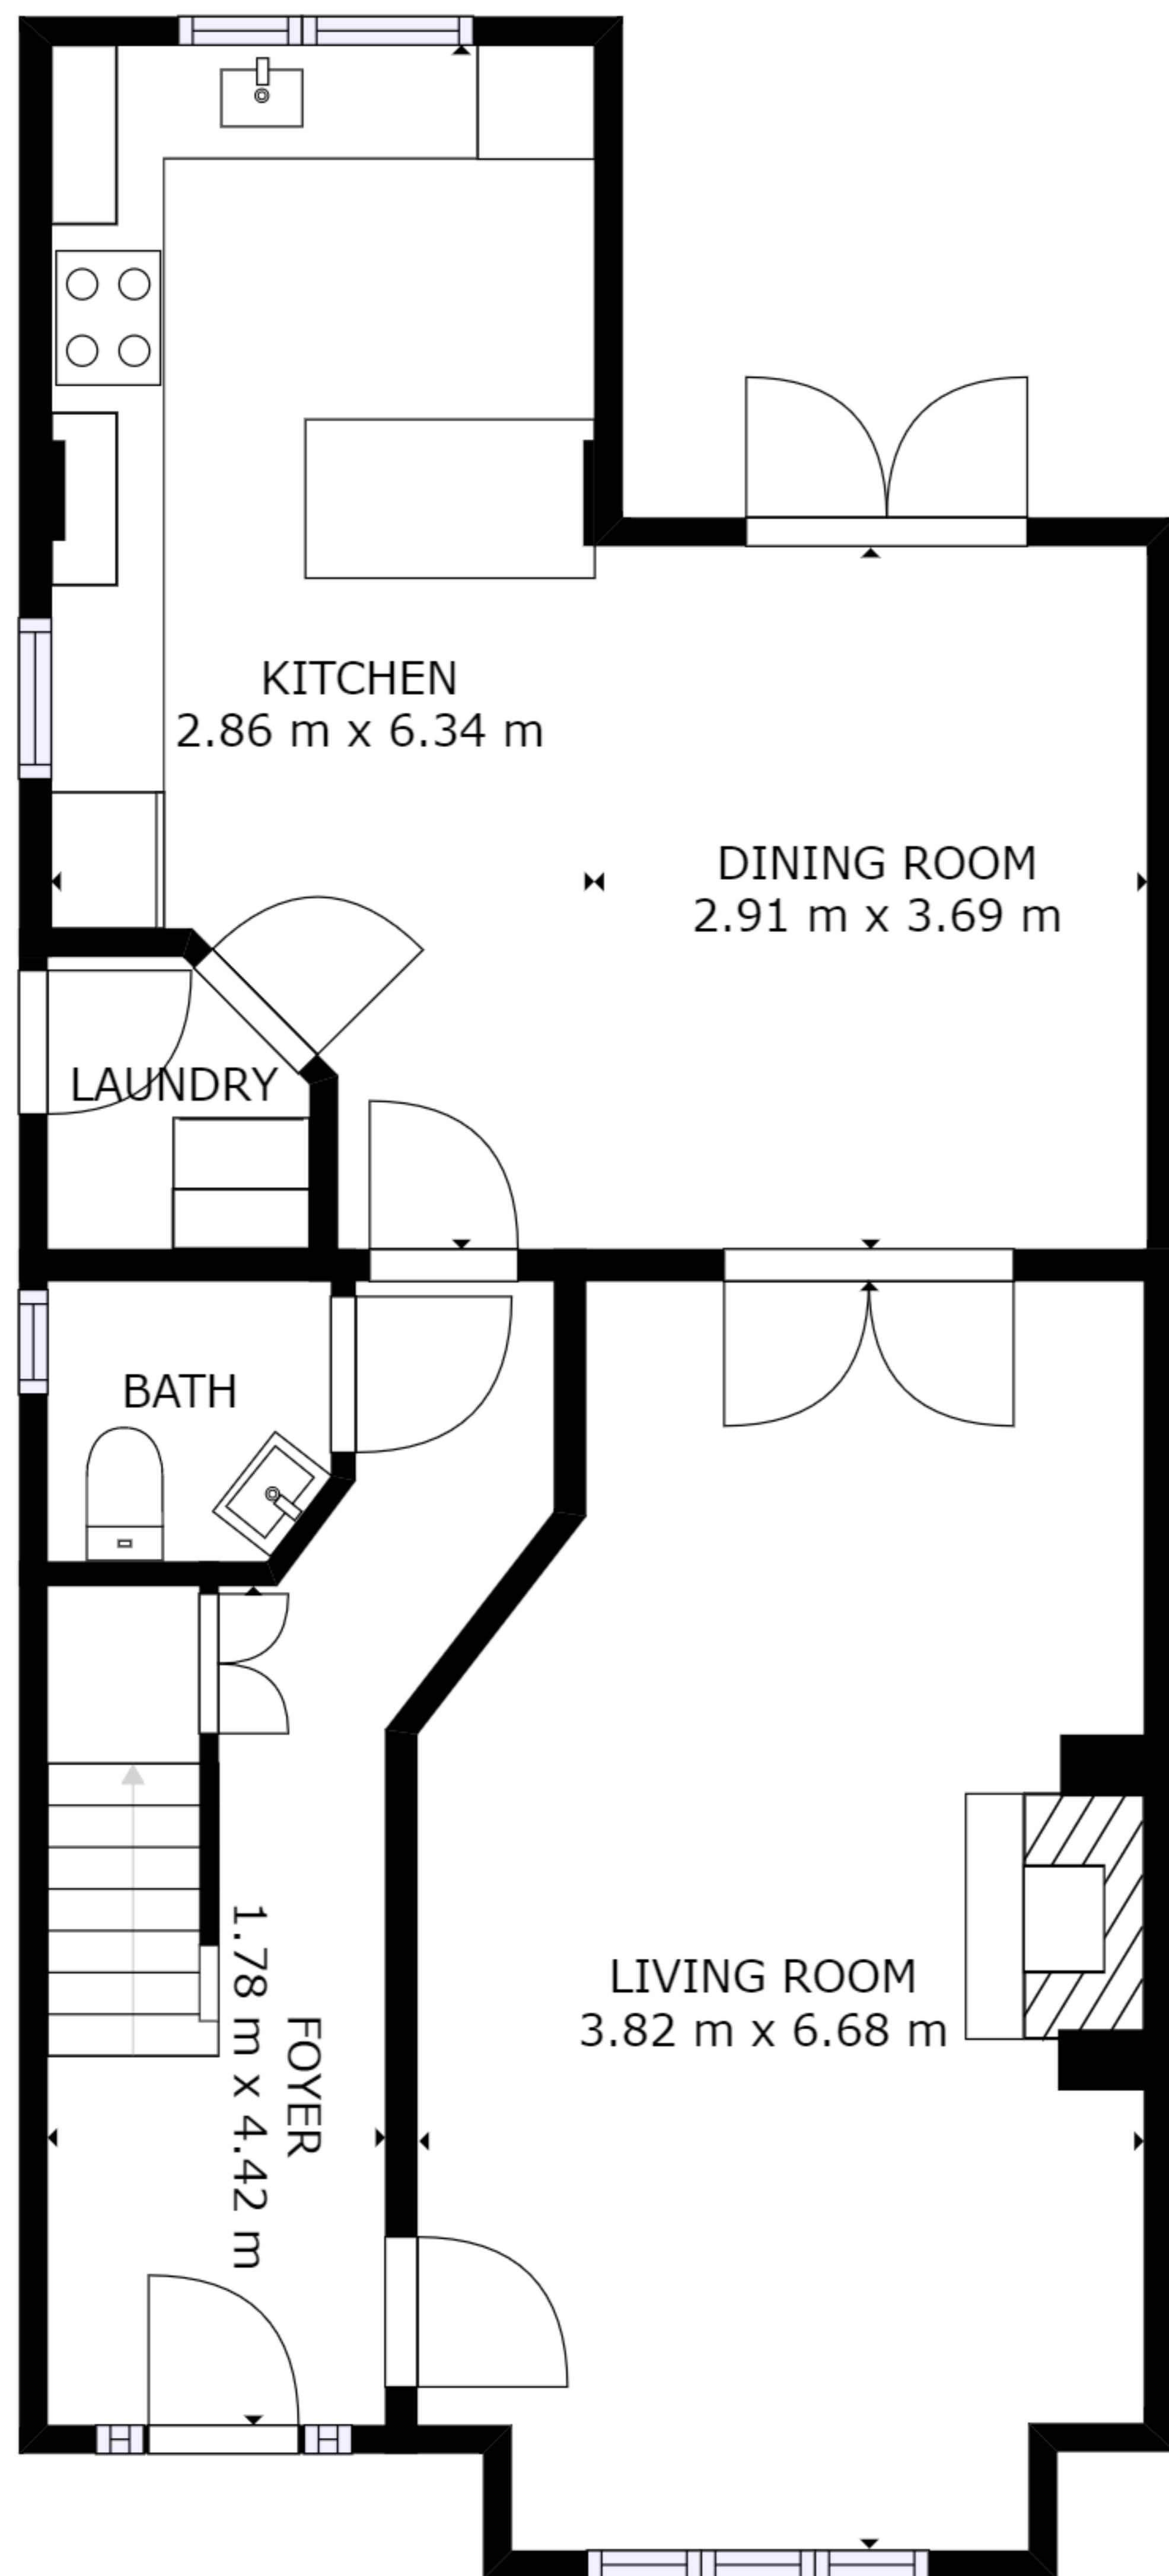 KITCHEN
2.86 m x 6.34 m
DINING ROOM
2.91 m x 3.69 m
LAUNDRY
BATH
LIVING ROOM
3.82 m x 6.68 m
FOYER
1.78 m x 4.42 m